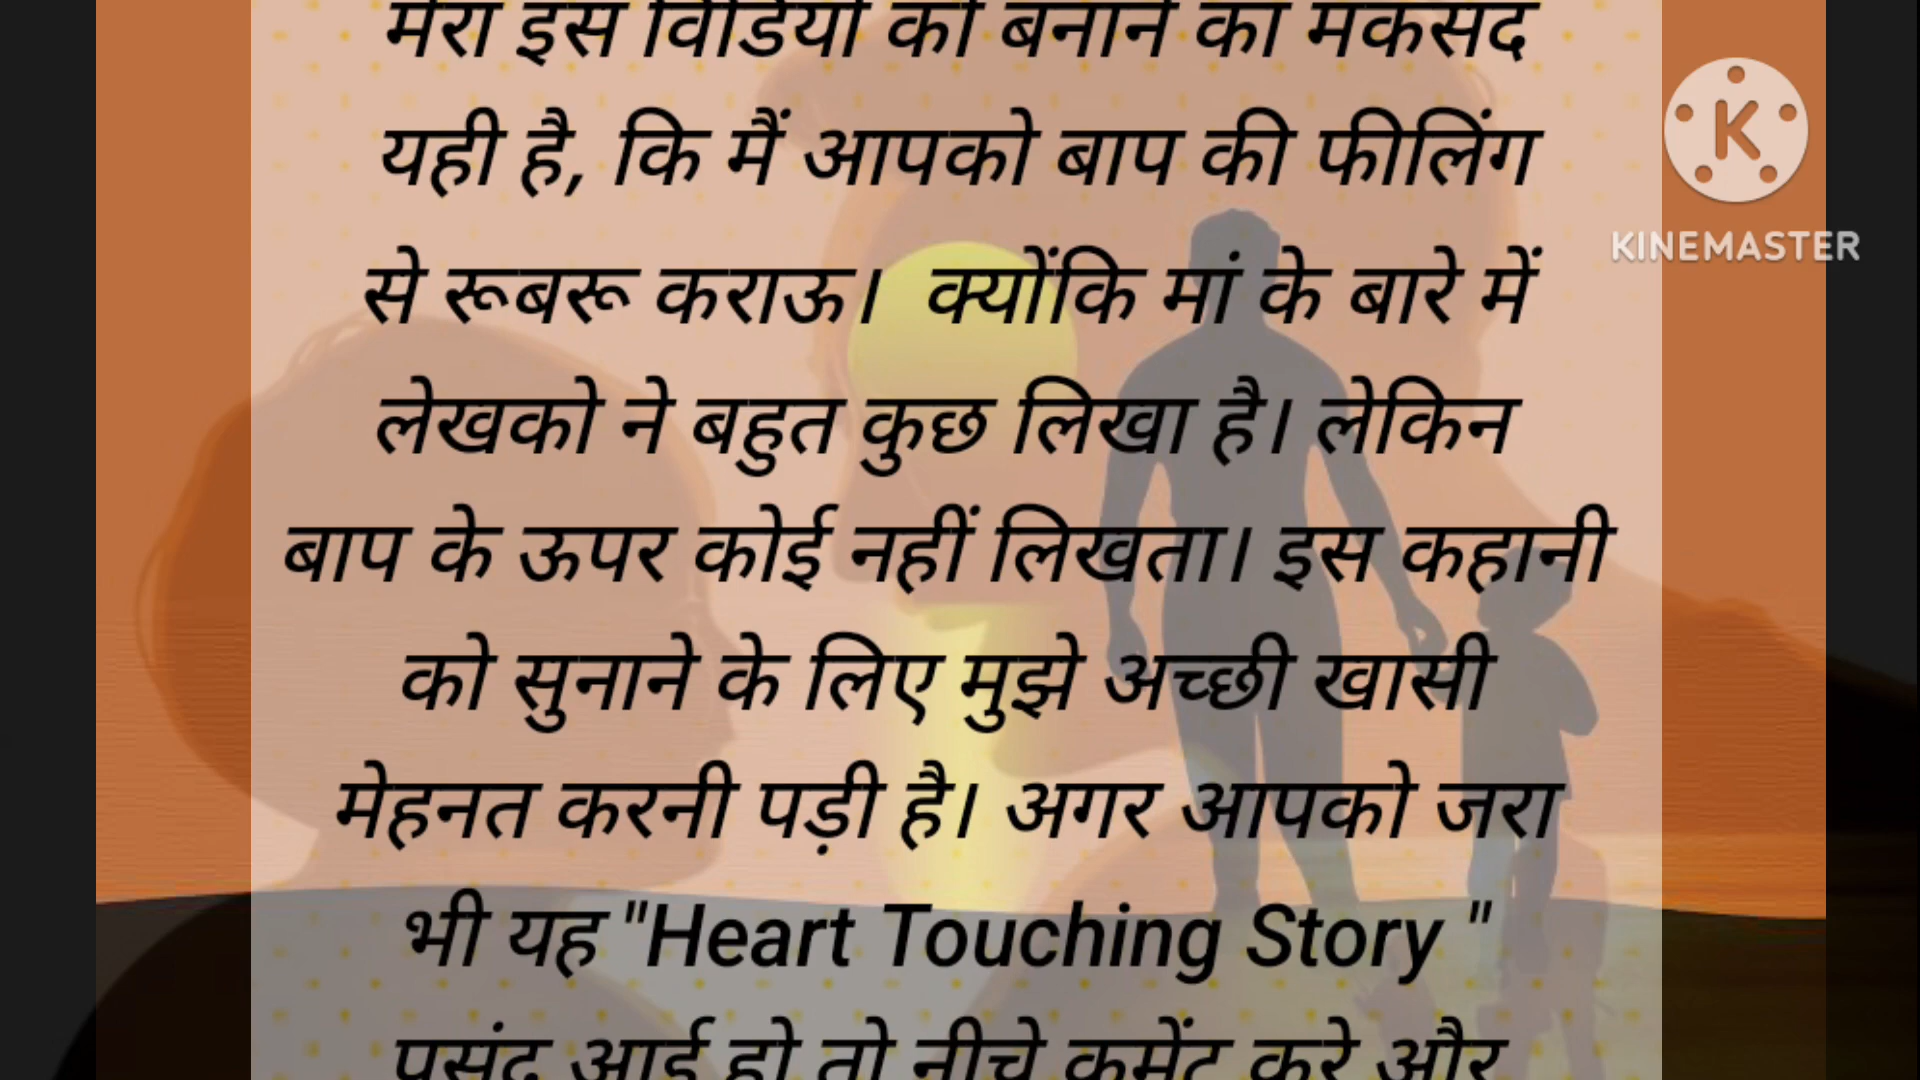 मेरा इस विडियो को बनाने का मकसद
यही है, कि मैं आपको बाप की फीलिंग
से रूबरू कराऊ। क्योंकि मां के बारे में
लेखको ने बहुत कुछ लिखा है। लेकिन
बाप के ऊपर कोई नहीं लिखता। इस कहानी
को सुनाने के लिए मुझे अच्छी खासी
मेहनत करनी पड़ी है। अगर आपको जरा
भी यह "Heart Touching Story "
पसंद आई हो तो नीचे कमेंट करे और
K
KINEMASTER